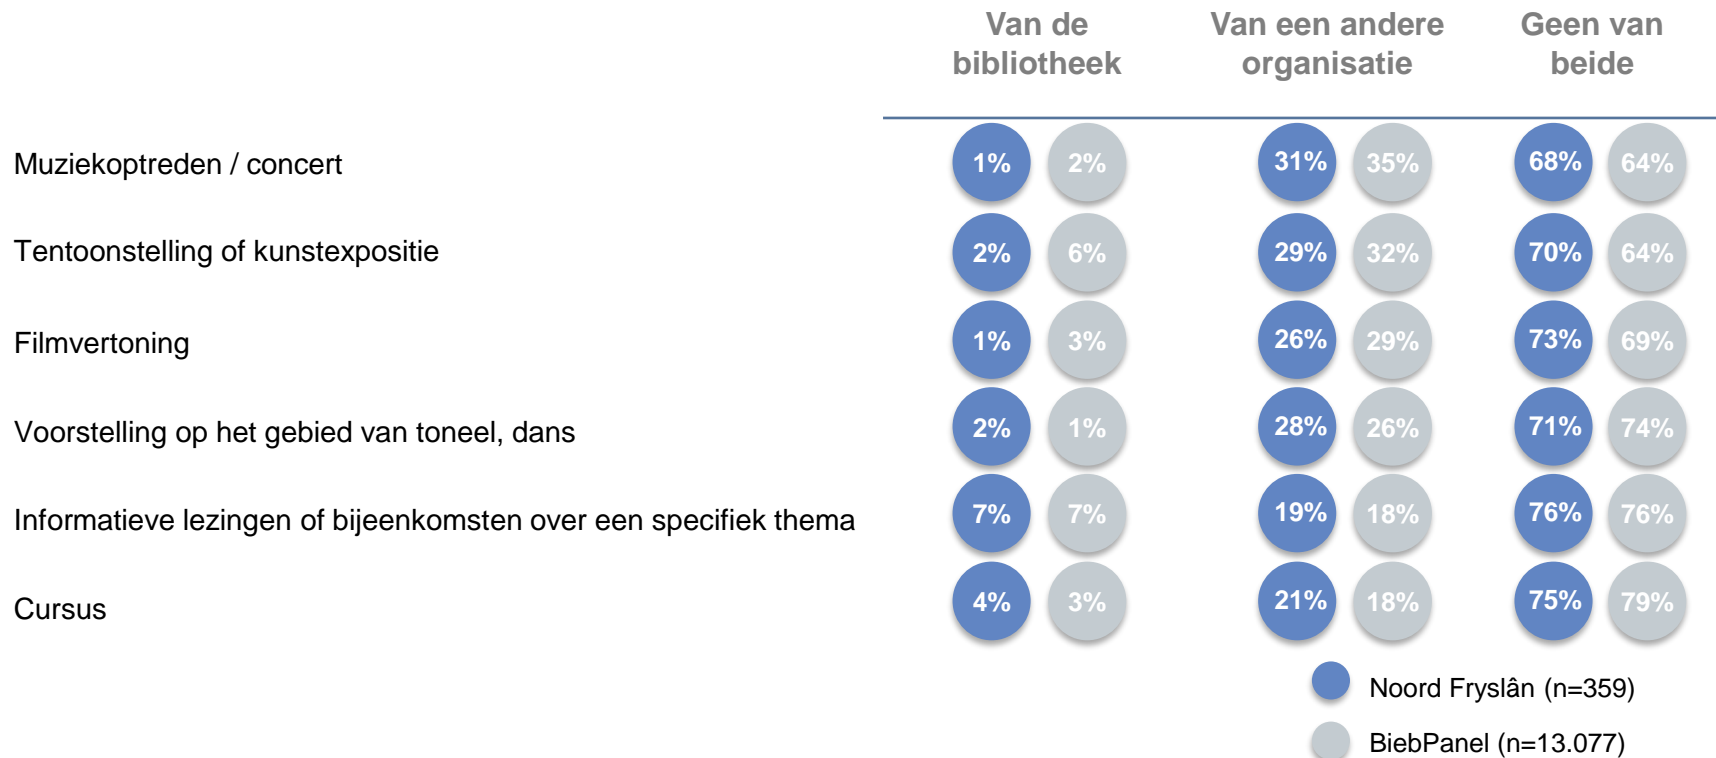 Van de
bibliotheek
Van een andere
organisatie
Geen van
beide
Muziekoptreden / concert 1% 2% 31% 35% 68% 64%
Tentoonstelling of kunstexpositie 2% 6% 29% 32% 70% 64%
Filmvertoning 1% 3% 26% 29% 73% 69%
Voorstelling op het gebied van toneel, dans 2% 1% 28% 26% 71% 74%
Informatieve lezingen of bijeenkomsten over een specifiek thema 7% 7% 19% 18% 76% 76%
Cursus 4% 3% 21% 18% 75% 79%
Noord Fryslân (n=359)
BiebPanel (n=13.077)